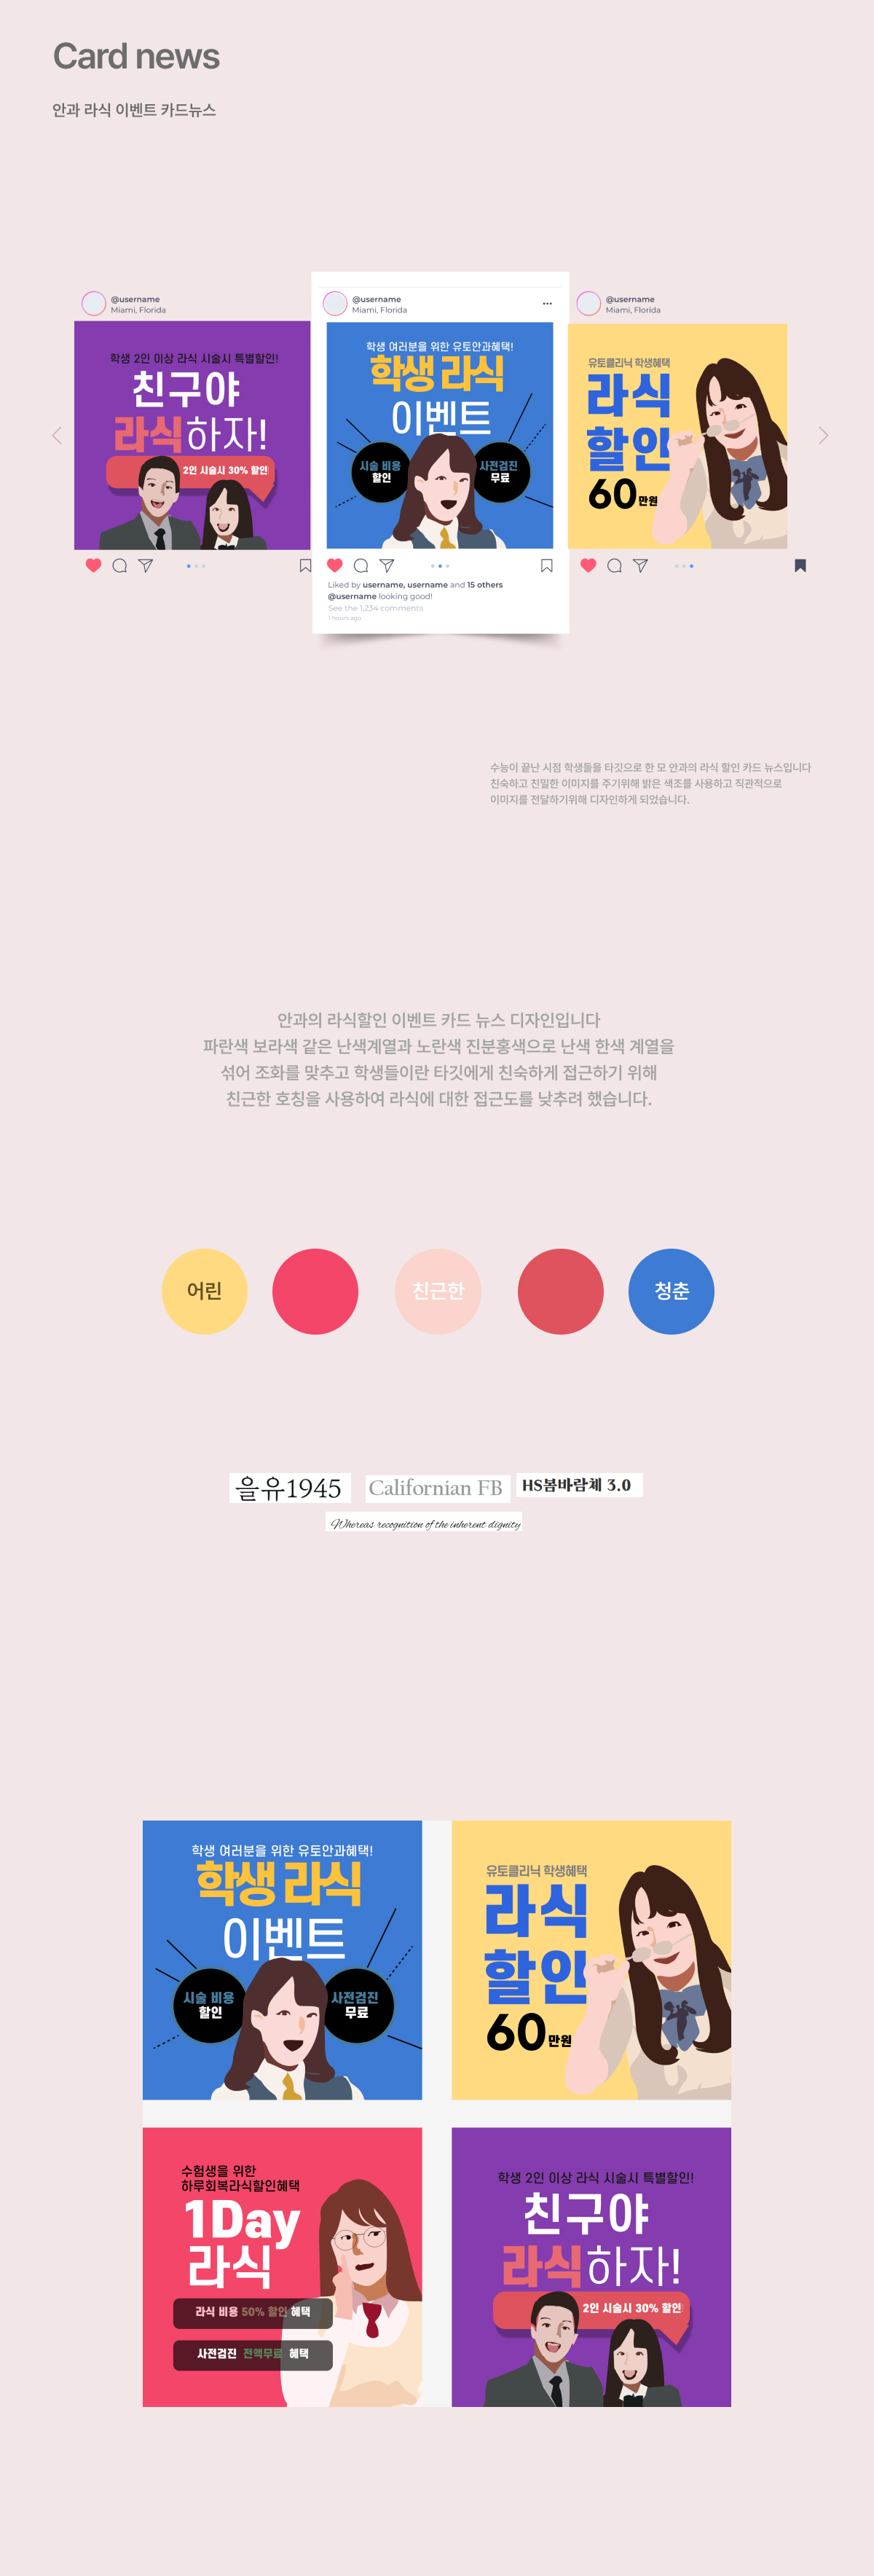 Card news
안과 라식 이벤트 카드뉴스
@username
Miami, Florida
학생 2인 이상 라식 시술시 특별할인!
친구야
라식하자!
2인 시술시 30% 할인
@username
Miami, Florida
학생 여러분을 위한 유토안과혜택!
학생 라식
이벤트
시술 비용
할인
사전검진
무료
Liked by username, username and 15 others
@username looking good!
See the 1,234 comments
1 hours ago
@username
Miami, Florida
유토클리닉 학생혜택
라식
할인
60만원
수능이 끝난 시점 학생들을 타깃으로 한 모 안과의 라식 할인 카드 뉴스입니다
친숙하고 친밀한 이미지를 주기위해 밝은 색조를 사용하고 직관적으로
이미지를 전달하기위해 디자인하게 되었습니다.
안과의 라식할인 이벤트 카드 뉴스 디자인입니다
파란색 보라색 같은 난색계열과 노란색 진분홍색으로 난색 한색 계열을
섞어 조화를 맞추고 학생들이란 타깃에게 친숙하게 접근하기 위해
친근한 호칭을 사용하여 라식에 대한 접근도를 낮추려 했습니다.
어린
친근한
청춘
을유1945
Californian FB
HS봄바람체 3.0
Whereas recognition of the inherent dignity
학생 여러분을 위한 유토안과혜택!
학생 라식
이벤트
시술 비용
할인
사전검진
무료
유토클리닉 학생혜택
라식
할인
60만원
수험생을 위한
하루회복라식할인혜택
1Day
라식
라식 비용 50% 할인 혜택
사전검진 전액무료 혜택
학생 2인 이상 라식 시술시 특별할인!
친구야
라식하자!
2인 시술시 30% 할인